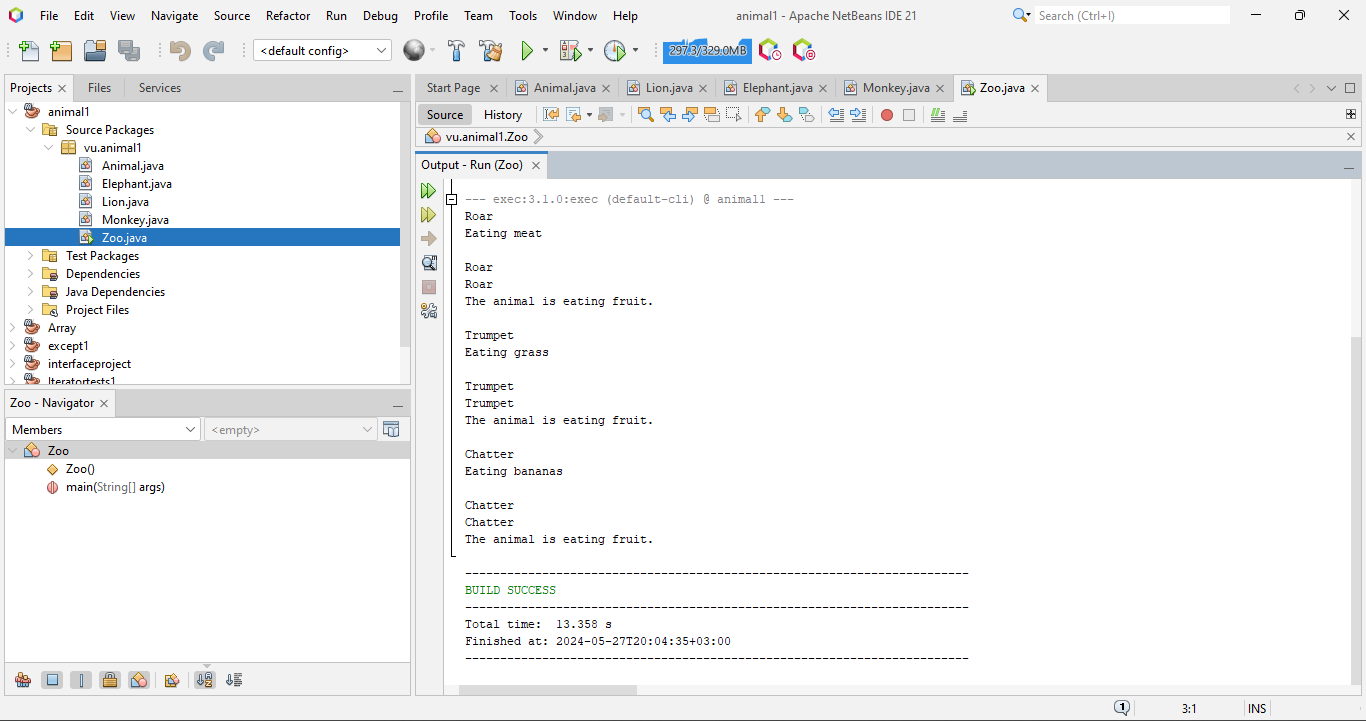 File Edit View Navigate Source Refactor Run Debug Profile Team Tools Window Help
animal1 - Apache NetBeans IDE 21
Search (Ctrl+I)
<default config>
297.3/329.0MB
Projects
Files
Services
animal1
Source Packages
vu.animal1
Animal.java
Elephant.java
Lion.java
Monkey.java
Zoo.java
Test Packages
Dependencies
Java Dependencies
Project Files
Array
except1
interfaceproject
Iteratortests1
Zoo - Navigator
Members
<empty>
Zoo
Zoo()
main(String[] args)
Start Page
Animal.java
Lion.java
Elephant.java
Monkey.java
Zoo.java
Source
History
vu.animal1.Zoo
Output - Run (Zoo)
--- exec:3.1.0:exec (default-cli) @ animal1 ---
Roar
Eating meat
Roar
Roar
The animal is eating fruit.
Trumpet
Eating grass
Trumpet
Trumpet
The animal is eating fruit.
Chatter
Eating bananas
Chatter
Chatter
The animal is eating fruit.
------------------------------------------------------------------------
BUILD SUCCESS
------------------------------------------------------------------------
Total time:  13.358 s
Finished at: 2024-05-27T20:04:35+03:00
------------------------------------------------------------------------
1
3:1
INS